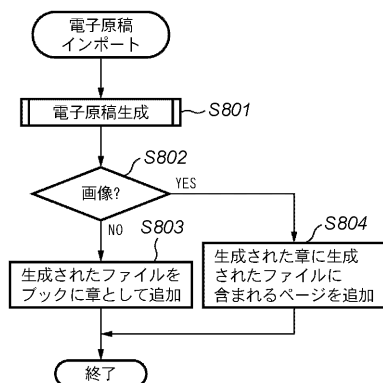 電子原稿
インポート
電子原稿生成
S801
S802
画像?
YES
NO
S803
生成されたファイルを
ブックに章として追加
S804
生成された章に生成
されたファイルに
含まれるページを追加
終了